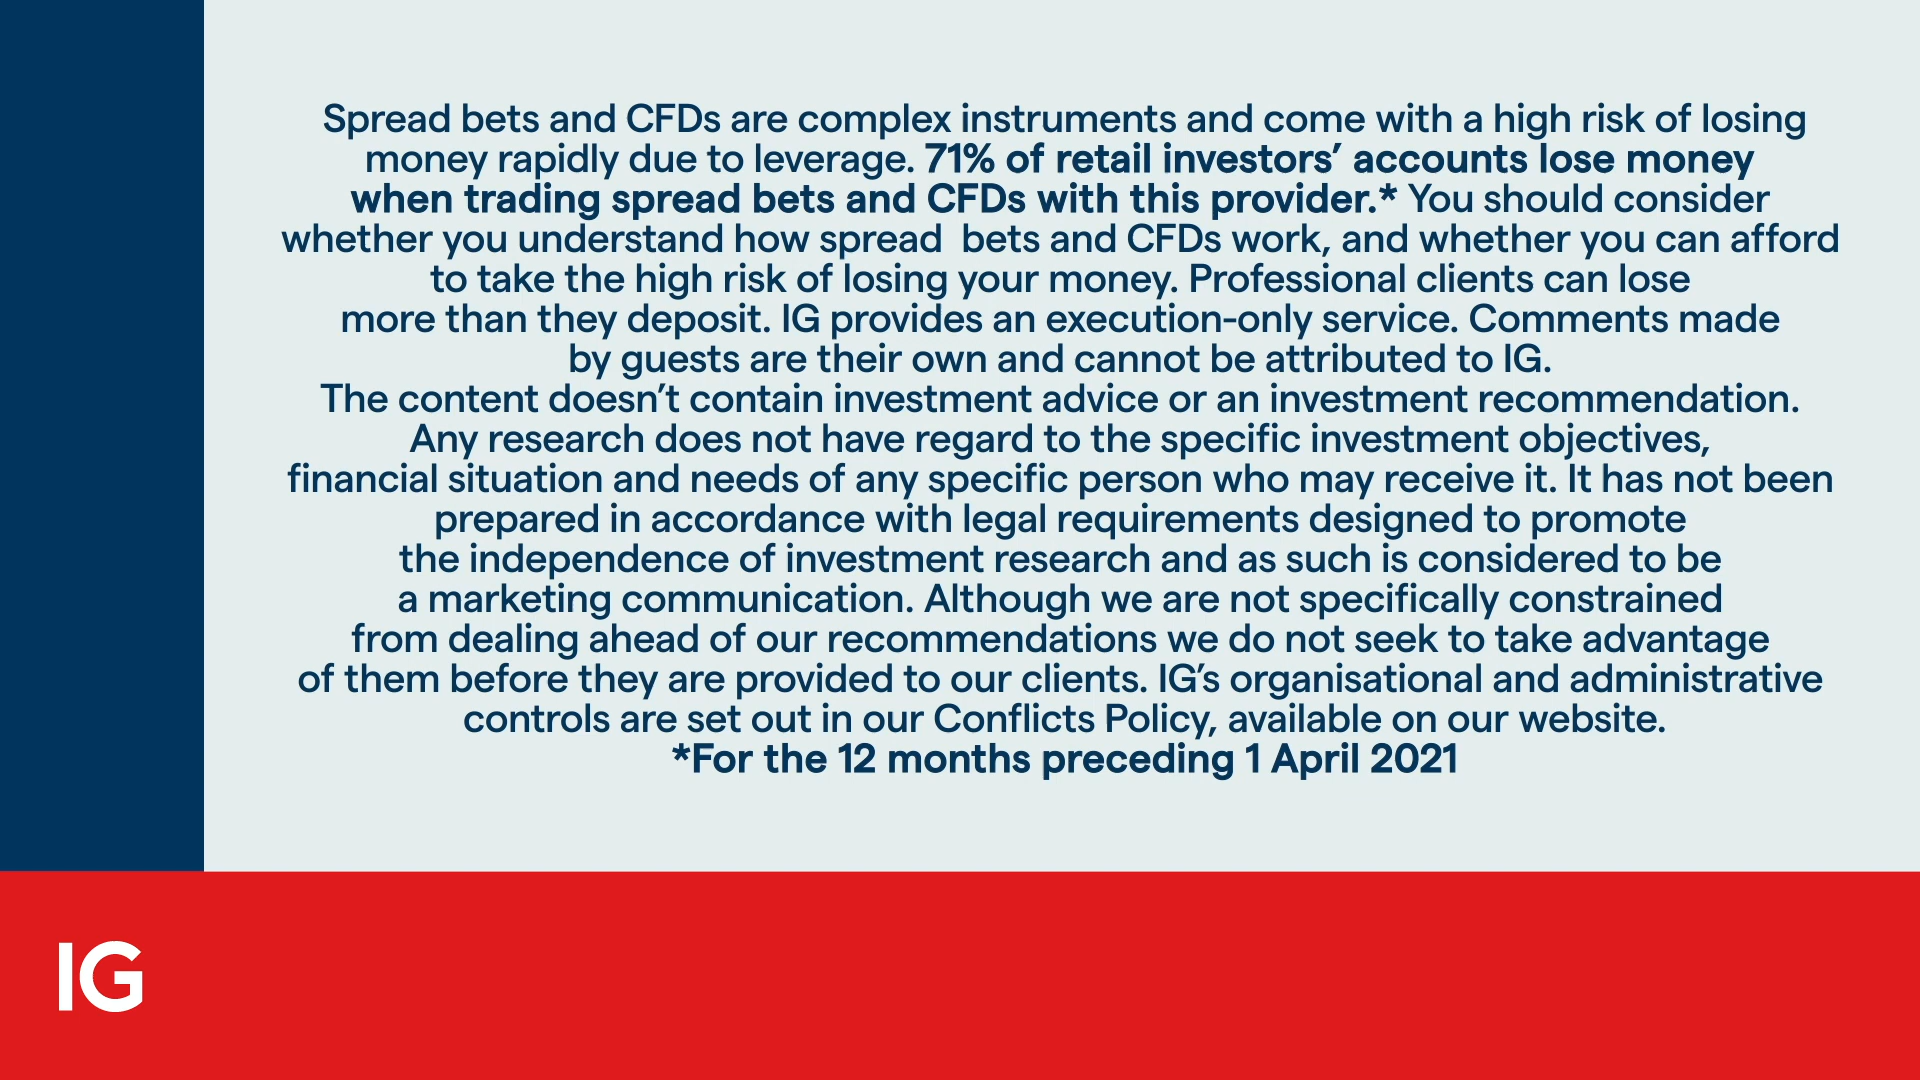 Spread bets and CFDs are complex instruments and come with a high risk of losing
money rapidly due to leverage. 71% of retail investors’ accounts lose money
when trading spread bets and CFDs with this provider.* You should consider
whether you understand how spread  bets and CFDs work, and whether you can afford
to take the high risk of losing your money. Professional clients can lose
more than they deposit. IG provides an execution-only service. Comments made
by guests are their own and cannot be attributed to IG.
The content doesn’t contain investment advice or an investment recommendation.
Any research does not have regard to the specific investment objectives,
financial situation and needs of any specific person who may receive it. It has not been
prepared in accordance with legal requirements designed to promote
the independence of investment research and as such is considered to be
a marketing communication. Although we are not specifically constrained
from dealing ahead of our recommendations we do not seek to take advantage
of them before they are provided to our clients. IG’s organisational and administrative
controls are set out in our Conflicts Policy, available on our website.
*For the 12 months preceding 1 April 2021
IG